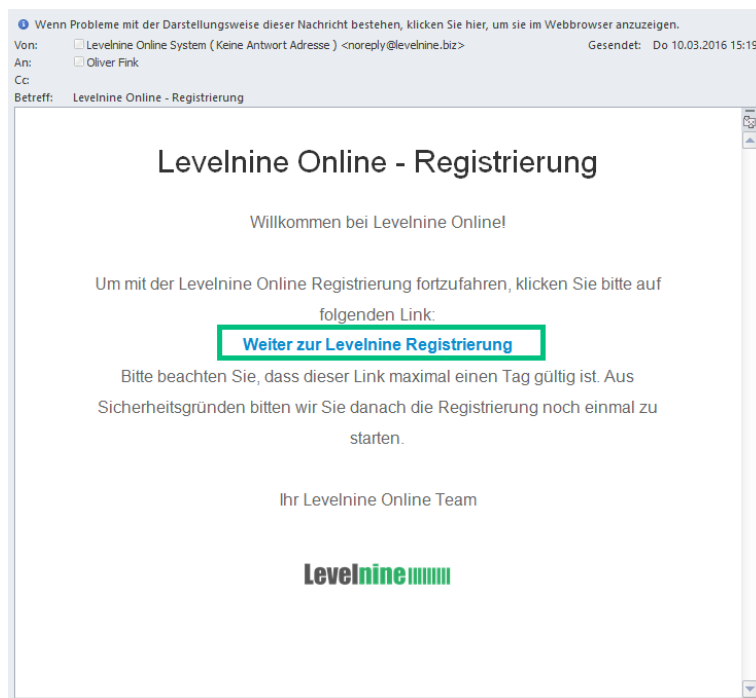 Wenn Probleme mit der Darstellungsweise dieser Nachricht bestehen, klicken Sie hier, um sie im Webbrowser anzuzeigen.
Von: Levelnine Online System ( Keine Antwort Adresse ) <noreply@levelnine.biz> Gesendet: Do 10.03.2016 15:19
An: Oliver Fink
Cc:
Betreff: Levelnine Online - Registrierung
Levelnine Online - Registrierung
Willkommen bei Levelnine Online!
Um mit der Levelnine Online Registrierung fortzufahren, klicken Sie bitte auf
folgenden Link:
Weiter zur Levelnine Registrierung
Bitte beachten Sie, dass dieser Link maximal einen Tag gültig ist. Aus
Sicherheitsgründen bitten wir Sie danach die Registrierung noch einmal zu
starten.
Ihr Levelnine Online Team
Levelnine